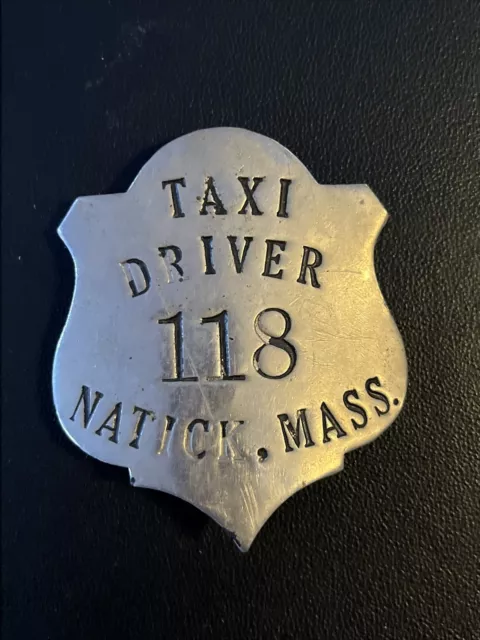 TAXI
DRIVER
118
NATICK, MASS.